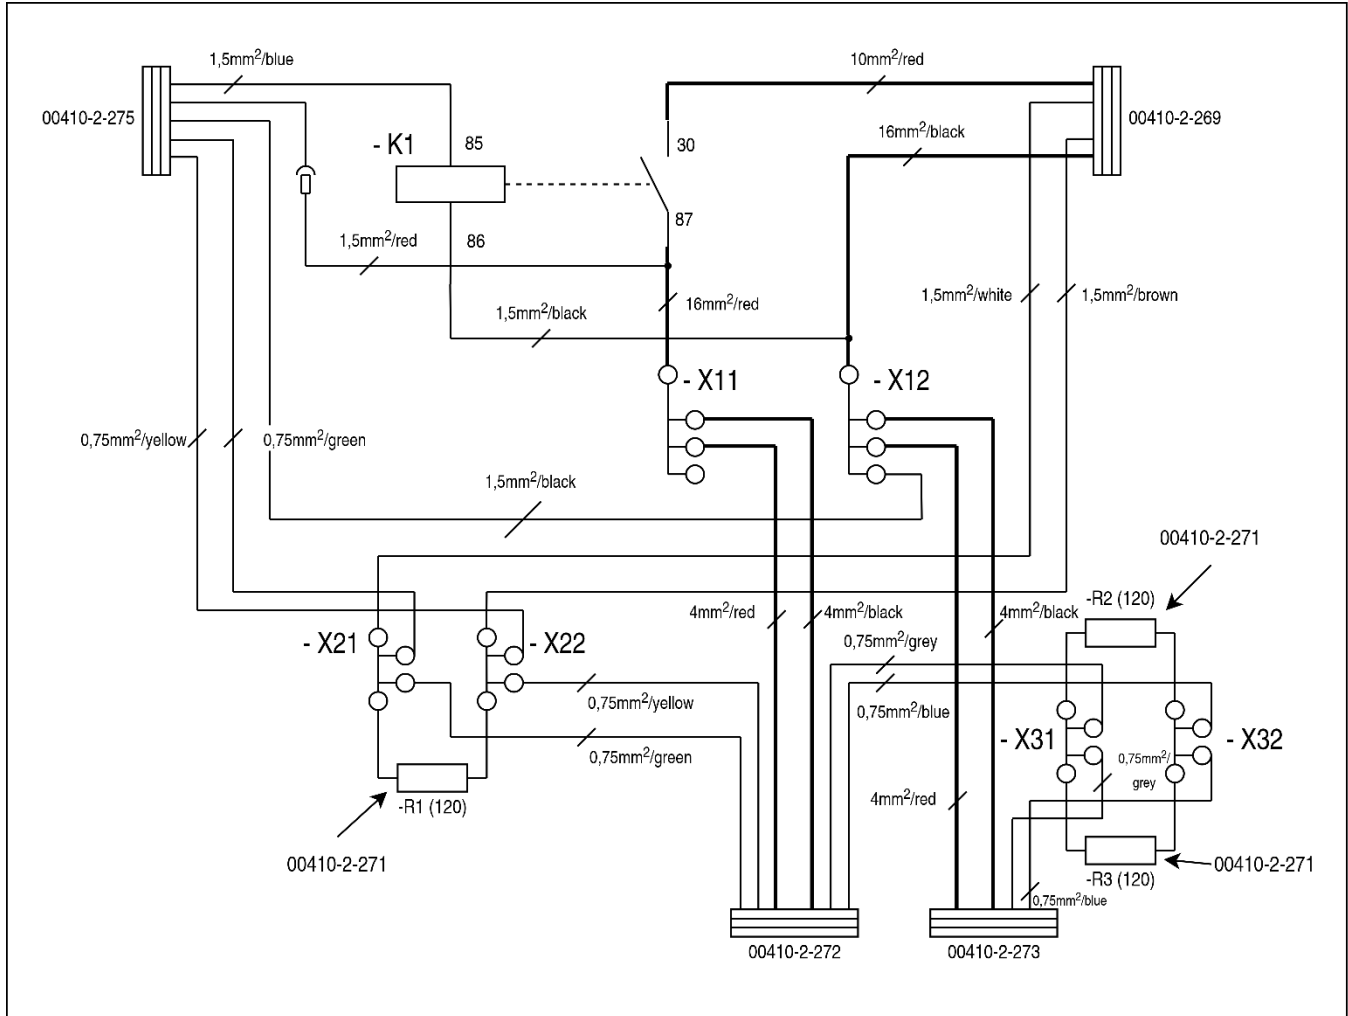 1,5mm²/blue
10mm²/red
00410-2-275
00410-2-269
- K1
85
30
16mm²/black
87
1,5mm²/red
86
1,5mm²/white
1,5mm²/brown
1,5mm²/black
16mm²/red
- X11
- X12
0,75mm²/yellow
0,75mm²/green
1,5mm²/black
00410-2-271
-R2 (120)
4mm²/red
4mm²/black
4mm²/black
0,75mm²/grey
- X21
- X22
0,75mm²/yellow
0,75mm²/blue
- X31
- X32
0,75mm²/green
0,75mm²/
grey
-R1 (120)
4mm²/red
00410-2-271
00410-2-271
-R3 (120)
0,75mm²/blue
00410-2-272
00410-2-273